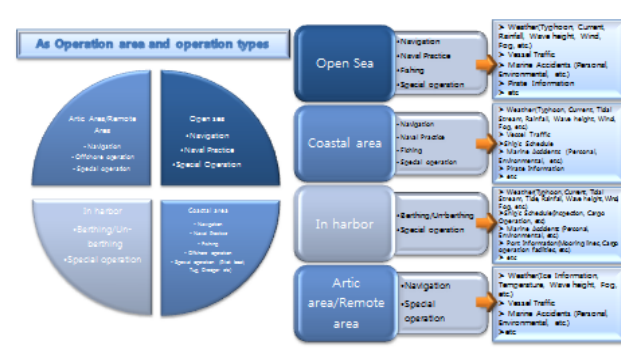 As Operation area and operation types
Artic Area/Remote
Area
- Navigation
- Offshore operation
- Special operation
Open seas
•Navigation
•Naval Practice
•Special Operation
In harbor
•Berthing/Un-
berthing
•Special operation
Coastal area
- Navigation
- Naval Practice
- Fishing
- Offshore operation
- Special operation (Pilot boat,
Tug, Dredger etc)
Open Sea
•Navigation
•Naval Practice
•Fishing
•Special operation
➤ Weather(Typhoon, Current,
Rainfall, Wave height, Wind,
Fog, etc.)
➤ Vessel Traffic
➤ Marine Accidents (Personal,
Environmental, etc.)
➤ Pirate Information
➤ etc
Coastal area
•Navigation
•Naval Practice
•Fishing
•Special operation
➤ Weather(Typhoon, Current, Tidal
Stream, Rainfall, Wave height, Wind,
Fog, etc.)
➤ Vessel Traffic
➤Ship's Schedule
➤ Marine Accidents (Personal,
Environmental, etc.)
➤ Pirate Information
➤ etc
In harbor
•Berthing/Unberthing
•Special operation
➤ Weather(Typhoon, Current, Tidal
Stream, Tide, Rainfall, Wave height, Wind,
Fog, etc)
➤Ship's Schedule(Inspection, Cargo
Operation, etc)
➤ Marine Accidents (Personal,
Environmental, etc)
➤ Port Information(Mooring lines, Cargo
operation facilities, etc)
➤ etc
Artic
area/Remote
area
•Navigation
•Special
operation
➤ Weather(Ice Information,
Temperature, Wave height, Fog,
etc.)
➤ Vessel Traffic
➤ Marine Accidents (Personal,
Environmental, etc.)
➤etc